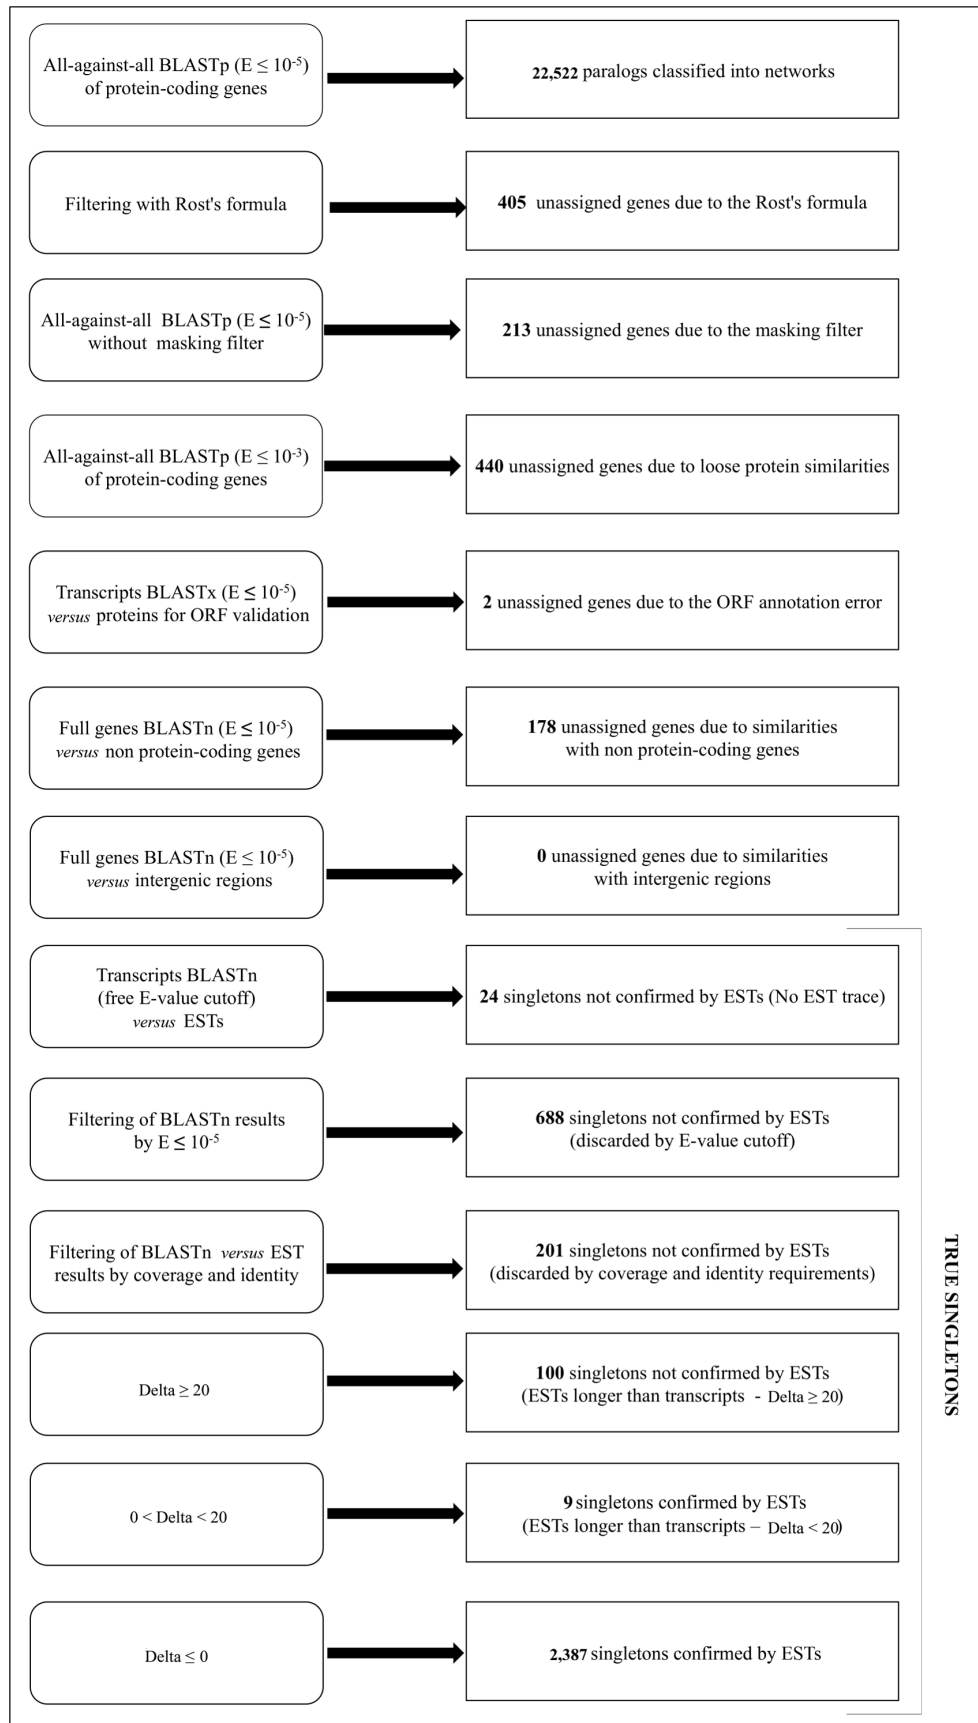 All-against-all BLASTp (E ≤ 10⁻⁵)
of protein-coding genes
22,522 paralogs classified into networks
Filtering with Rost's formula
405 unassigned genes due to the Rost's formula
All-against-all BLASTp (E ≤ 10⁻⁵)
without masking filter
213 unassigned genes due to the masking filter
All-against-all BLASTp (E ≤ 10⁻³)
of protein-coding genes
440 unassigned genes due to loose protein similarities
Transcripts BLASTx (E ≤ 10⁻⁵)
versus proteins for ORF validation
2 unassigned genes due to the ORF annotation error
Full genes BLASTn (E ≤ 10⁻⁵)
versus non protein-coding genes
178 unassigned genes due to similarities
with non protein-coding genes
Full genes BLASTn (E ≤ 10⁻⁵)
versus intergenic regions
0 unassigned genes due to similarities
with intergenic regions
Transcripts BLASTn
(free E-value cutoff)
versus ESTs
24 singletons not confirmed by ESTs (No EST trace)
Filtering of BLASTn results
by E ≤ 10⁻⁵
688 singletons not confirmed by ESTs
(discarded by E-value cutoff)
Filtering of BLASTn versus EST
results by coverage and identity
201 singletons not confirmed by ESTs
(discarded by coverage and identity requirements)
Delta ≥ 20
100 singletons not confirmed by ESTs
(ESTs longer than transcripts - Delta ≥ 20)
0 < Delta < 20
9 singletons confirmed by ESTs
(ESTs longer than transcripts – Delta < 20)
Delta ≤ 0
2,387 singletons confirmed by ESTs
TRUE SINGLETONS